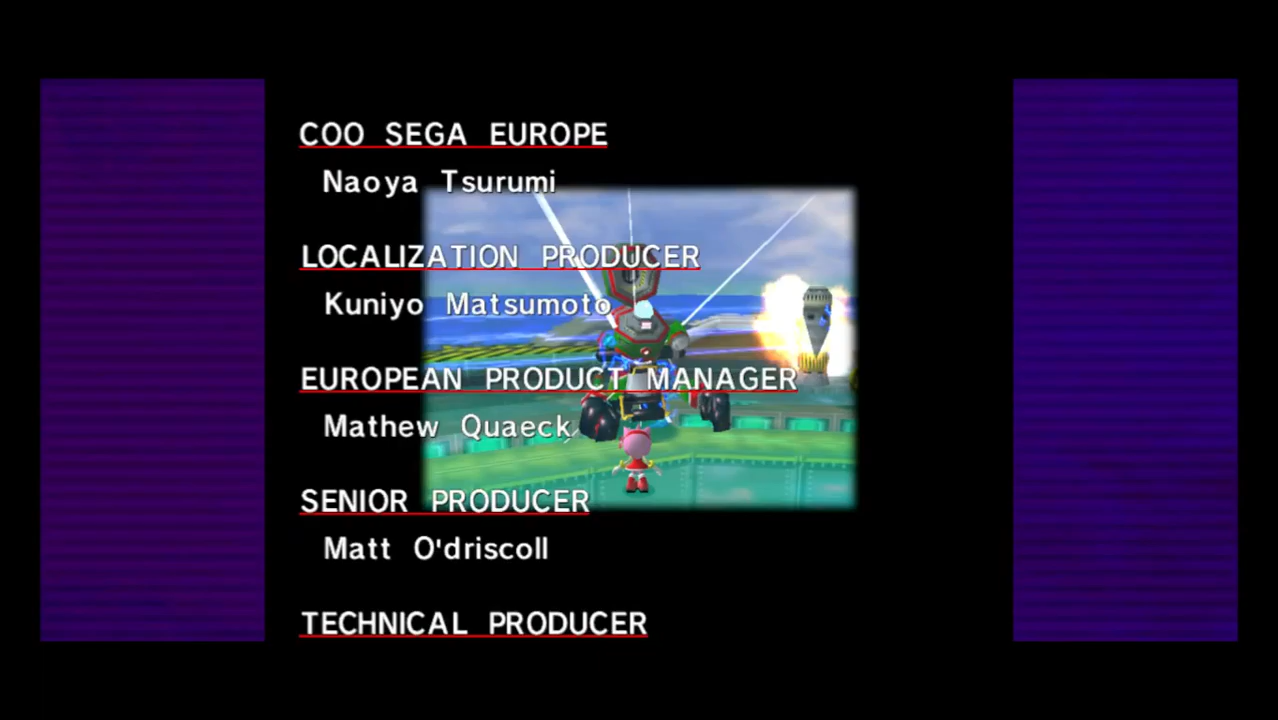 COO SEGA EUROPE
Naoya Tsurumi
LOCALIZATION PRODUCER
Kuniyo Matsumoto
EUROPEAN PRODUCT MANAGER
Mathew Quaeck
SENIOR PRODUCER
Matt O'driscoll
TECHNICAL PRODUCER